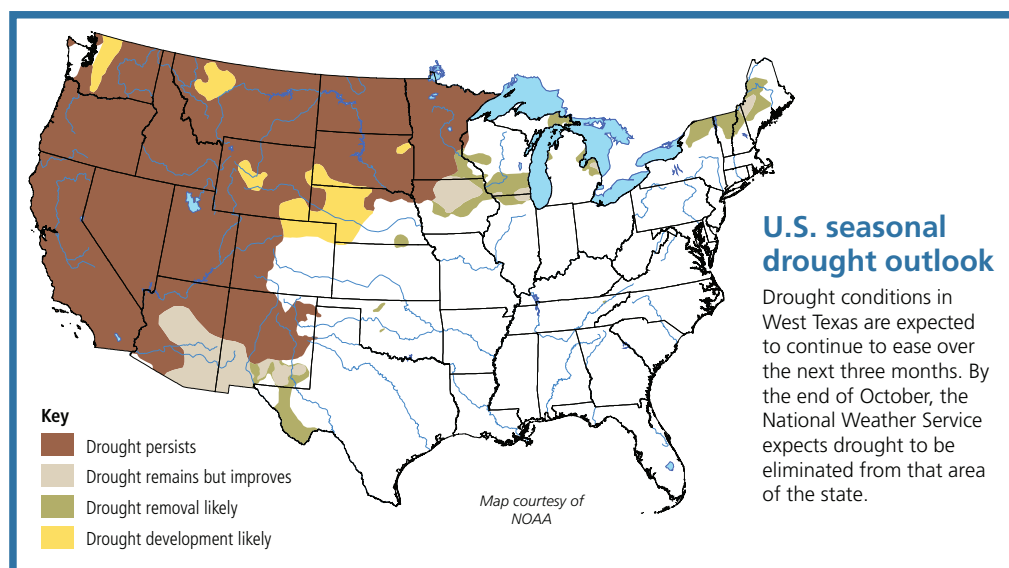 U.S. seasonal
drought outlook
Drought conditions in
West Texas are expected
to continue to ease over
the next three months. By
the end of October, the
National Weather Service
expects drought to be
eliminated from that area
of the state.
Key
Drought persists
Drought remains but improves
Drought removal likely
Drought development likely
Map courtesy of
NOAA